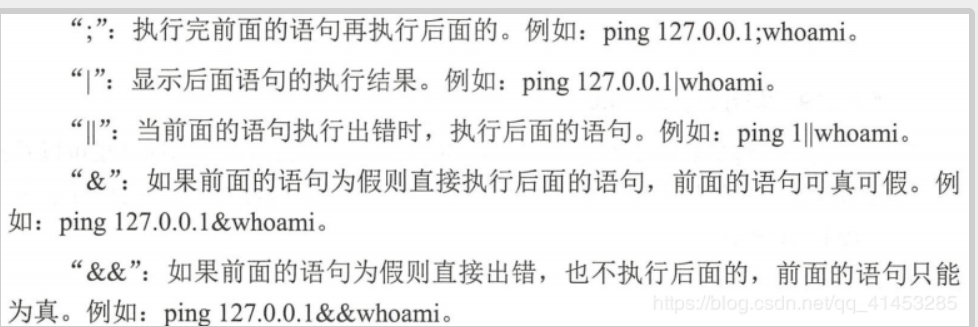 “;”：执行完前面的语句再执行后面的。例如：ping 127.0.0.1;whoami。
“|”：显示后面语句的执行结果。例如：ping 127.0.0.1|whoami。
“||”：当前面的语句执行出错时，执行后面的语句。例如：ping 1||whoami。
“&”：如果前面的语句为假则直接执行后面的语句，前面的语句可真可假。例
如：ping 127.0.0.1&whoami。
“&&”：如果前面的语句为假则直接出错，也不执行后面的，前面的语句只能
为真。例如：ping 127.0.0.1&&whoami。
https://blog.csdn.net/qq_41453285